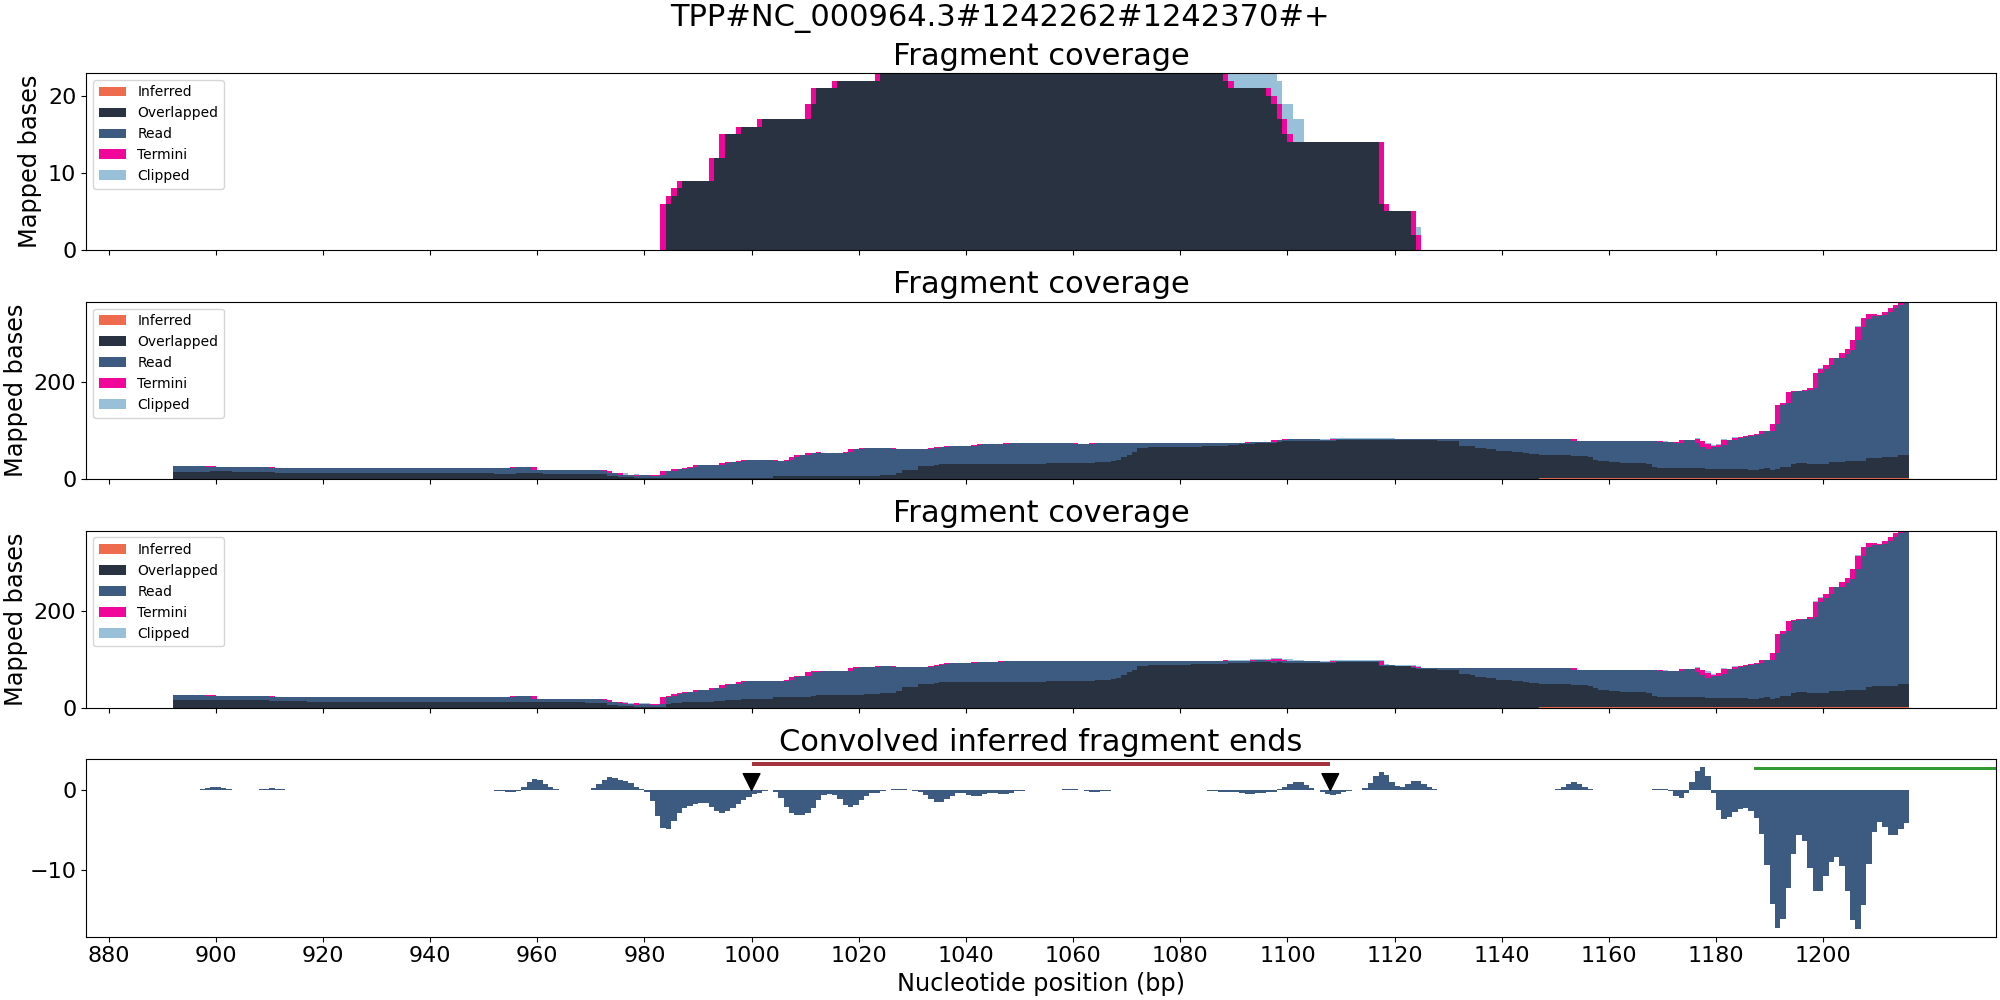 TPP#NC_000964.3#1242262#1242370#+
Fragment coverage
Mapped bases
20
10
0
Inferred
Overlapped
Read
Termini
Clipped
Fragment coverage
Mapped bases
200
0
Inferred
Overlapped
Read
Termini
Clipped
Fragment coverage
Mapped bases
200
0
Inferred
Overlapped
Read
Termini
Clipped
Convolved inferred fragment ends
0
−10
880 900 920 940 960 980 1000 1020 1040 1060 1080 1100 1120 1140 1160 1180 1200
Nucleotide position (bp)